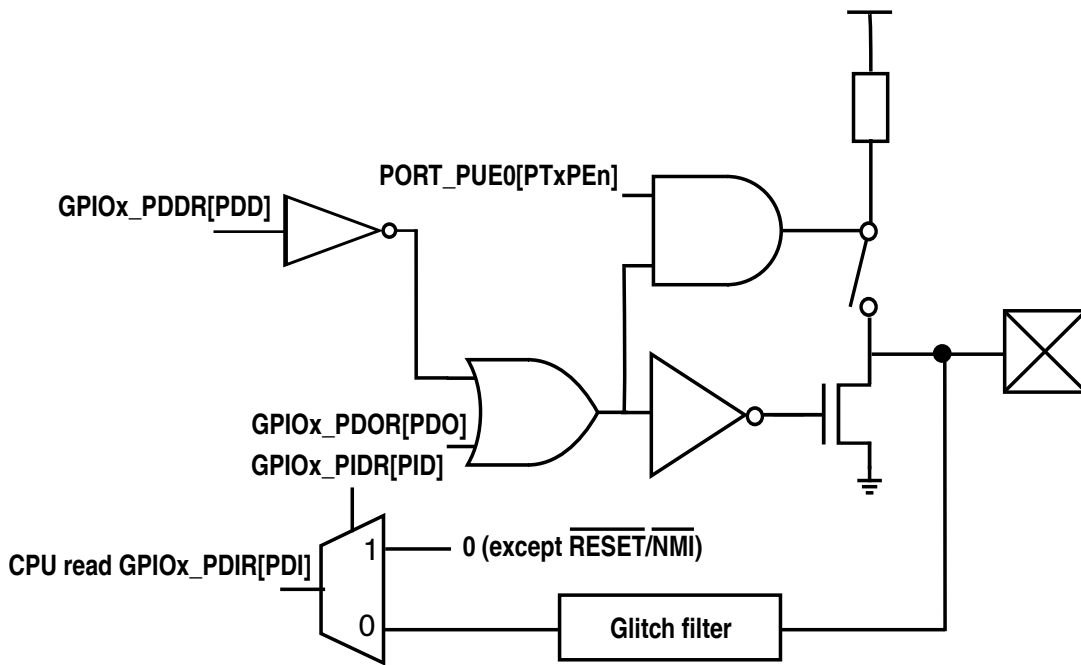 PORT_PUE0[PTxPEn]
GPIOx_PDDR[PDD]
GPIOx_PDOR[PDO]
GPIOx_PIDR[PID]
1
0 (except RESET/NMI)
CPU read GPIOx_PDIR[PDI]
0
Glitch filter